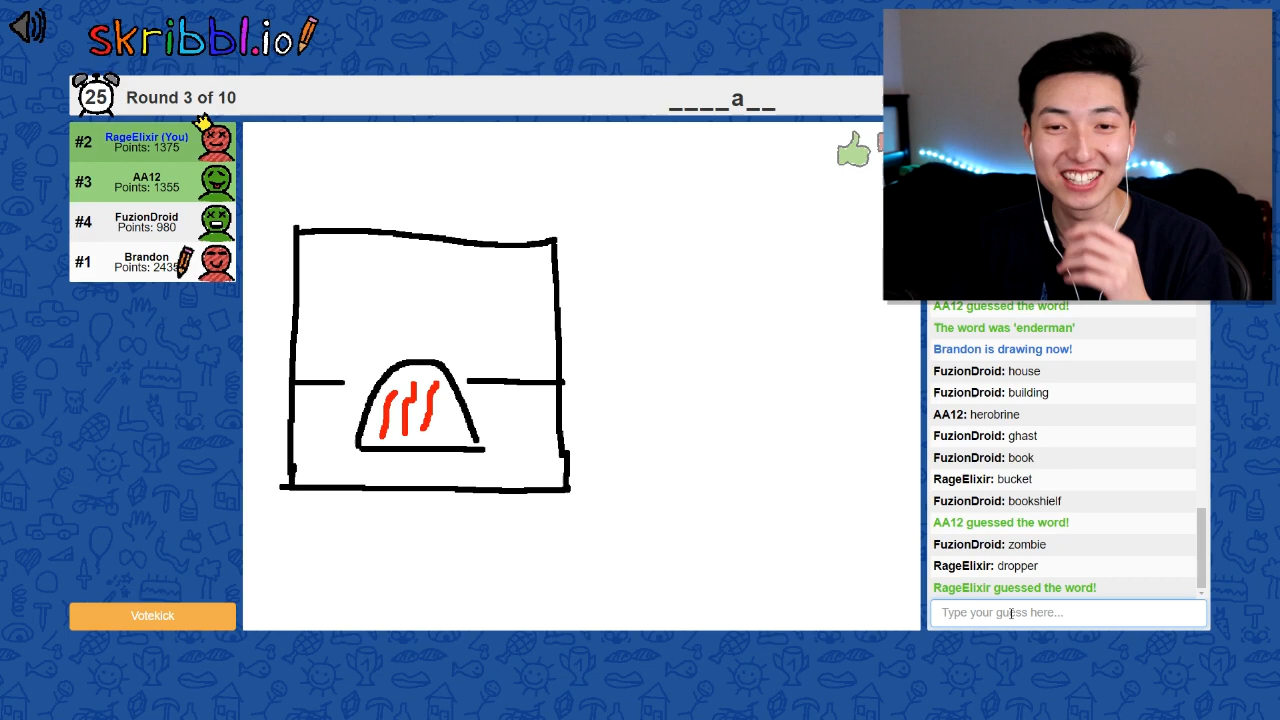 skribbl.io
25
Round 3 of 10
____a__
#2
RageElixir (You)
Points: 1375
#3
AA12
Points: 1355
#4
FuzionDroid
Points: 980
#1
Brandon
Points: 2435
Votekick
AA12 guessed the word!
The word was 'enderman'
Brandon is drawing now!
FuzionDroid: house
FuzionDroid: building
AA12: herobrine
FuzionDroid: ghast
FuzionDroid: book
RageElixir: bucket
FuzionDroid: bookshielf
AA12 guessed the word!
FuzionDroid: zombie
RageElixir: dropper
RageElixir guessed the word!
Type your guess here...